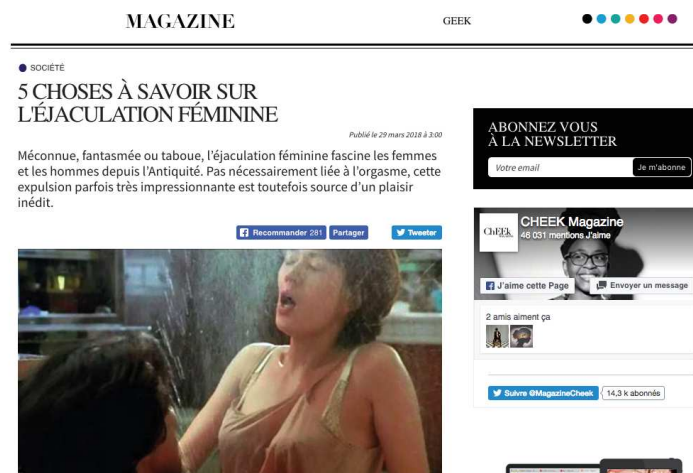 MAGAZINE
GEEK
SOCIÉTÉ
5 CHOSES À SAVOIR SUR
L'ÉJACULATION FÉMININE
Publié le 29 mars 2018 à 3:00
Méconnue, fantasmée ou taboue, l’éjaculation féminine fascine les femmes
et les hommes depuis l’Antiquité. Pas nécessairement liée à l’orgasme, cette
expulsion parfois très impressionnante est toutefois source d’un plaisir
inédit.
Recommander 281 Partager
Tweeter
ABONNEZ VOUS
À LA NEWSLETTER
Votre email
Je m'abonne
ChEEk
CHEEK Magazine
46 031 mentions J’aime
J’aime cette Page
Envoyer un message
2 amis aiment ça
Suivre @MagazineCheek
14,3 k abonnés